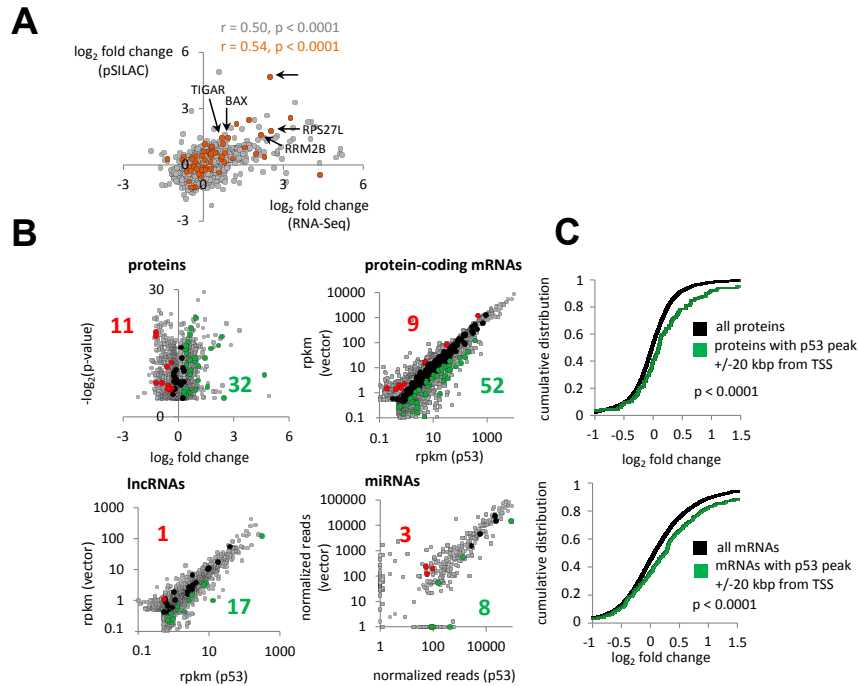 A
r = 0.50, p < 0.0001
r = 0.54, p < 0.0001
log2 fold change
(pSILAC)
6
TIGAR
BAX
3
RPS27L
RRM2B
0
-3
0
3
6
-3
log2 fold change
(RNA-Seq)
B
proteins
30
11
32
-log2(p-value)
0
-3
0
3
6
log2 fold change
protein-coding mRNAs
10000
1000
100
10
1
0.1
9
52
rpkm
(vector)
0.1
10
1000
rpkm (p53)
lncRNAs
1000
100
10
1
0.1
1
17
rpkm (vector)
0.1
10
1000
rpkm (p53)
miRNAs
100000
10000
1000
100
10
1
3
8
normalized reads
(vector)
1
100
10000
normalized reads (p53)
C
cumulative distribution
1
0.8
0.6
0.4
0.2
0
all proteins
proteins with p53 peak
+/-20 kbp from TSS
p < 0.0001
-1
-0.5
0
0.5
1
1.5
log2 fold change
cumulative distribution
1
0.8
0.6
0.4
0.2
0
all mRNAs
mRNAs with p53 peak
+/-20 kbp from TSS
p < 0.0001
-1
-0.5
0
0.5
1
1.5
log2 fold change